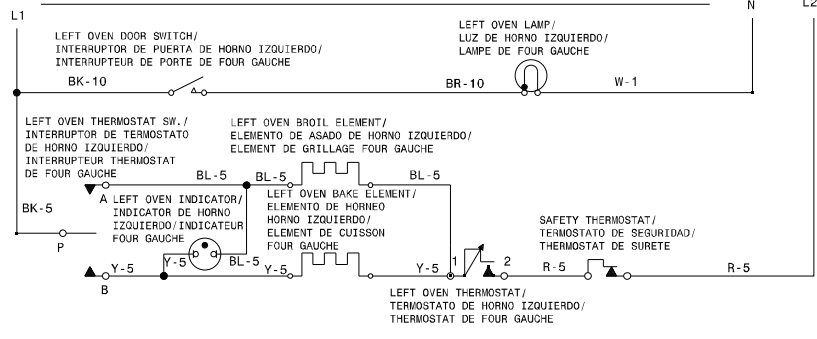 L1
N
L2
LEFT OVEN DOOR SWITCH/
INTERRUPTOR DE PUERTA DE HORNO IZQUIERDO/
INTERRUPTEUR DE PORTE DE FOUR GAUCHE
LEFT OVEN LAMP/
LUZ DE HORNO IZQUIERDO/
LAMPE DE FOUR GAUCHE
BK-10
BR-10
W-1
LEFT OVEN THERMOSTAT SW./
INTERRUPTOR DE TERMOSTATO
DE HORNO IZQUIERDO/
INTERRUPTEUR THERMOSTAT
DE FOUR GAUCHE
LEFT OVEN BROIL ELEMENT/
ELEMENTO DE ASADO DE HORNO IZQUIERDO/
ELEMENT DE GRILLAGE FOUR GAUCHE
A
BL-5
BL-5
BL-5
LEFT OVEN INDICATOR/
INDICATOR DE HORNO
IZQUIERDO/INDICATEUR
FOUR GAUCHE
LEFT OVEN BAKE ELEMENT/
ELEMENTO DE HORNEO
HORNO IZQUIERDO/
ELEMENT DE CUISSON
FOUR GAUCHE
BK-5
P
SAFETY THERMOSTAT/
TERMOSTATO DE SEGURIDAD/
THERMOSTAT DE SURETE
B
Y-5
Y-5
BL-5
Y-5
Y-5
1
2
R-5
R-5
LEFT OVEN THERMOSTAT/
TERMOSTATO DE HORNO IZQUIERDO/
THERMOSTAT DE FOUR GAUCHE